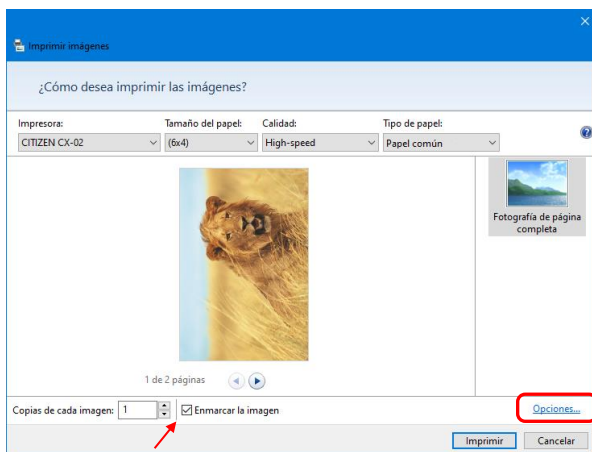 Imprimir imágenes
¿Cómo desea imprimir las imágenes?
Impresora: Tamaño del papel: Calidad: Tipo de papel:
CITIZEN CX-02 (6x4) High-speed Papel común
Fotografía de página
completa
1 de 2 páginas
Copias de cada imagen: 1 Enmarcar la imagen Opciones...
Imprimir Cancelar